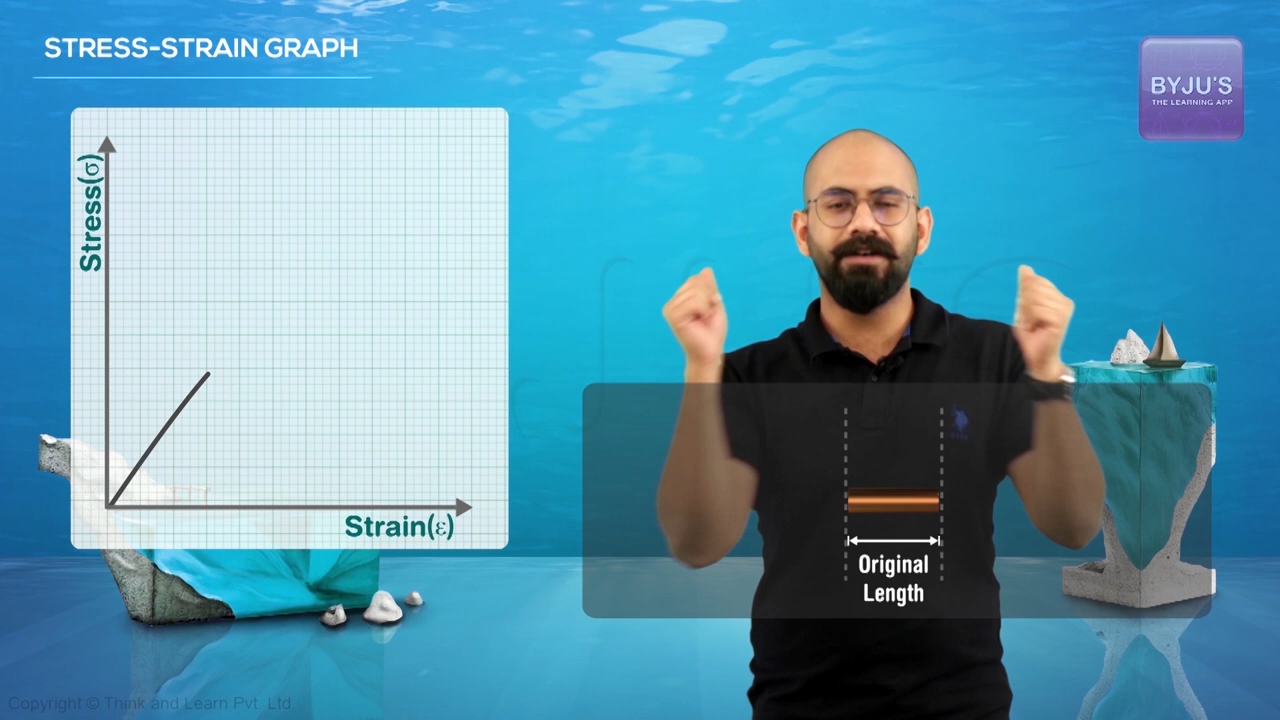 STRESS-STRAIN GRAPH
BYJU'S
THE LEARNING APP
Stress(σ)
Strain(ε)
Original
Length
Copyright © Think and Learn Pvt. Ltd.